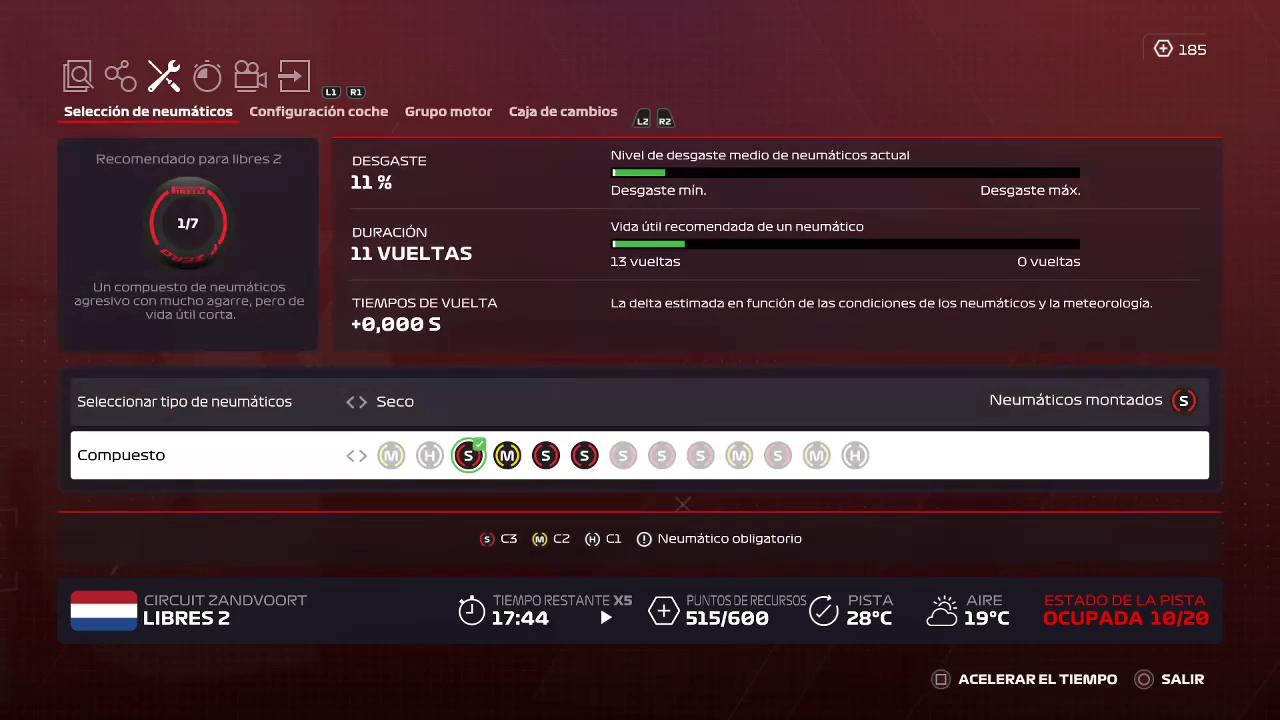 185
L1 R1
Selección de neumáticos Configuración coche Grupo motor Caja de cambios L2 R2
Recomendado para libres 2
1/7
P ZERO
Un compuesto de neumáticos
agresivo con mucho agarre, pero de
vida útil corta.
DESGASTE
11 %
Nivel de desgaste medio de neumáticos actual
Desgaste mín. Desgaste máx.
DURACIÓN
11 VUELTAS
Vida útil recomendada de un neumático
13 vueltas 0 vueltas
TIEMPOS DE VUELTA
+0,000 S
La delta estimada en función de las condiciones de los neumáticos y la meteorología.
Seleccionar tipo de neumáticos <> Seco Neumáticos montados S
Compuesto <> M H S M S S S S S M S M H
S C3 M C2 H C1 ! Neumático obligatorio
CIRCUIT ZANDVOORT
LIBRES 2
TIEMPO RESTANTE X5
17:44
PUNTOS DE RECURSOS
515/600
PISTA
28°C
AIRE
19°C
ESTADO DE LA PISTA
OCUPADA 10/20
ACELERAR EL TIEMPO SALIR